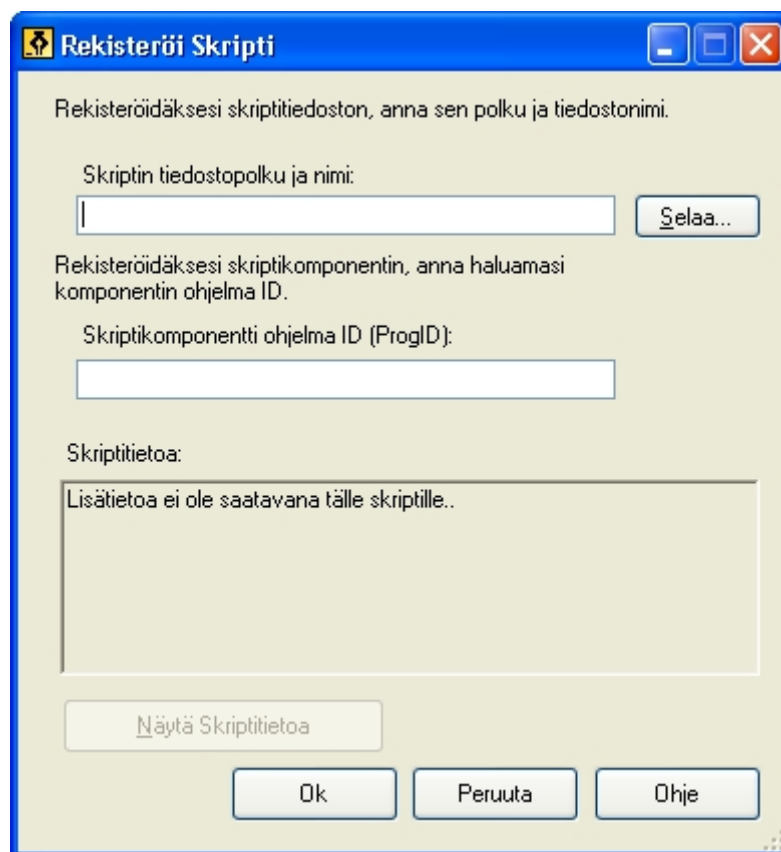 Rekisteröi Skripti
Rekisteröidäksesi skriptitiedoston, anna sen polku ja tiedostonimi.
Skriptin tiedostopolku ja nimi:
Selaa...
Rekisteröidäksesi skriptikomponentin, anna haluamasi
komponentin ohjelma ID.
Skriptikomponentti ohjelma ID (ProgID):
Skriptitietoa:
Lisätietoa ei ole saatavana tälle skriptille..
Näytä Skriptitietoa
Ok Peruuta Ohje